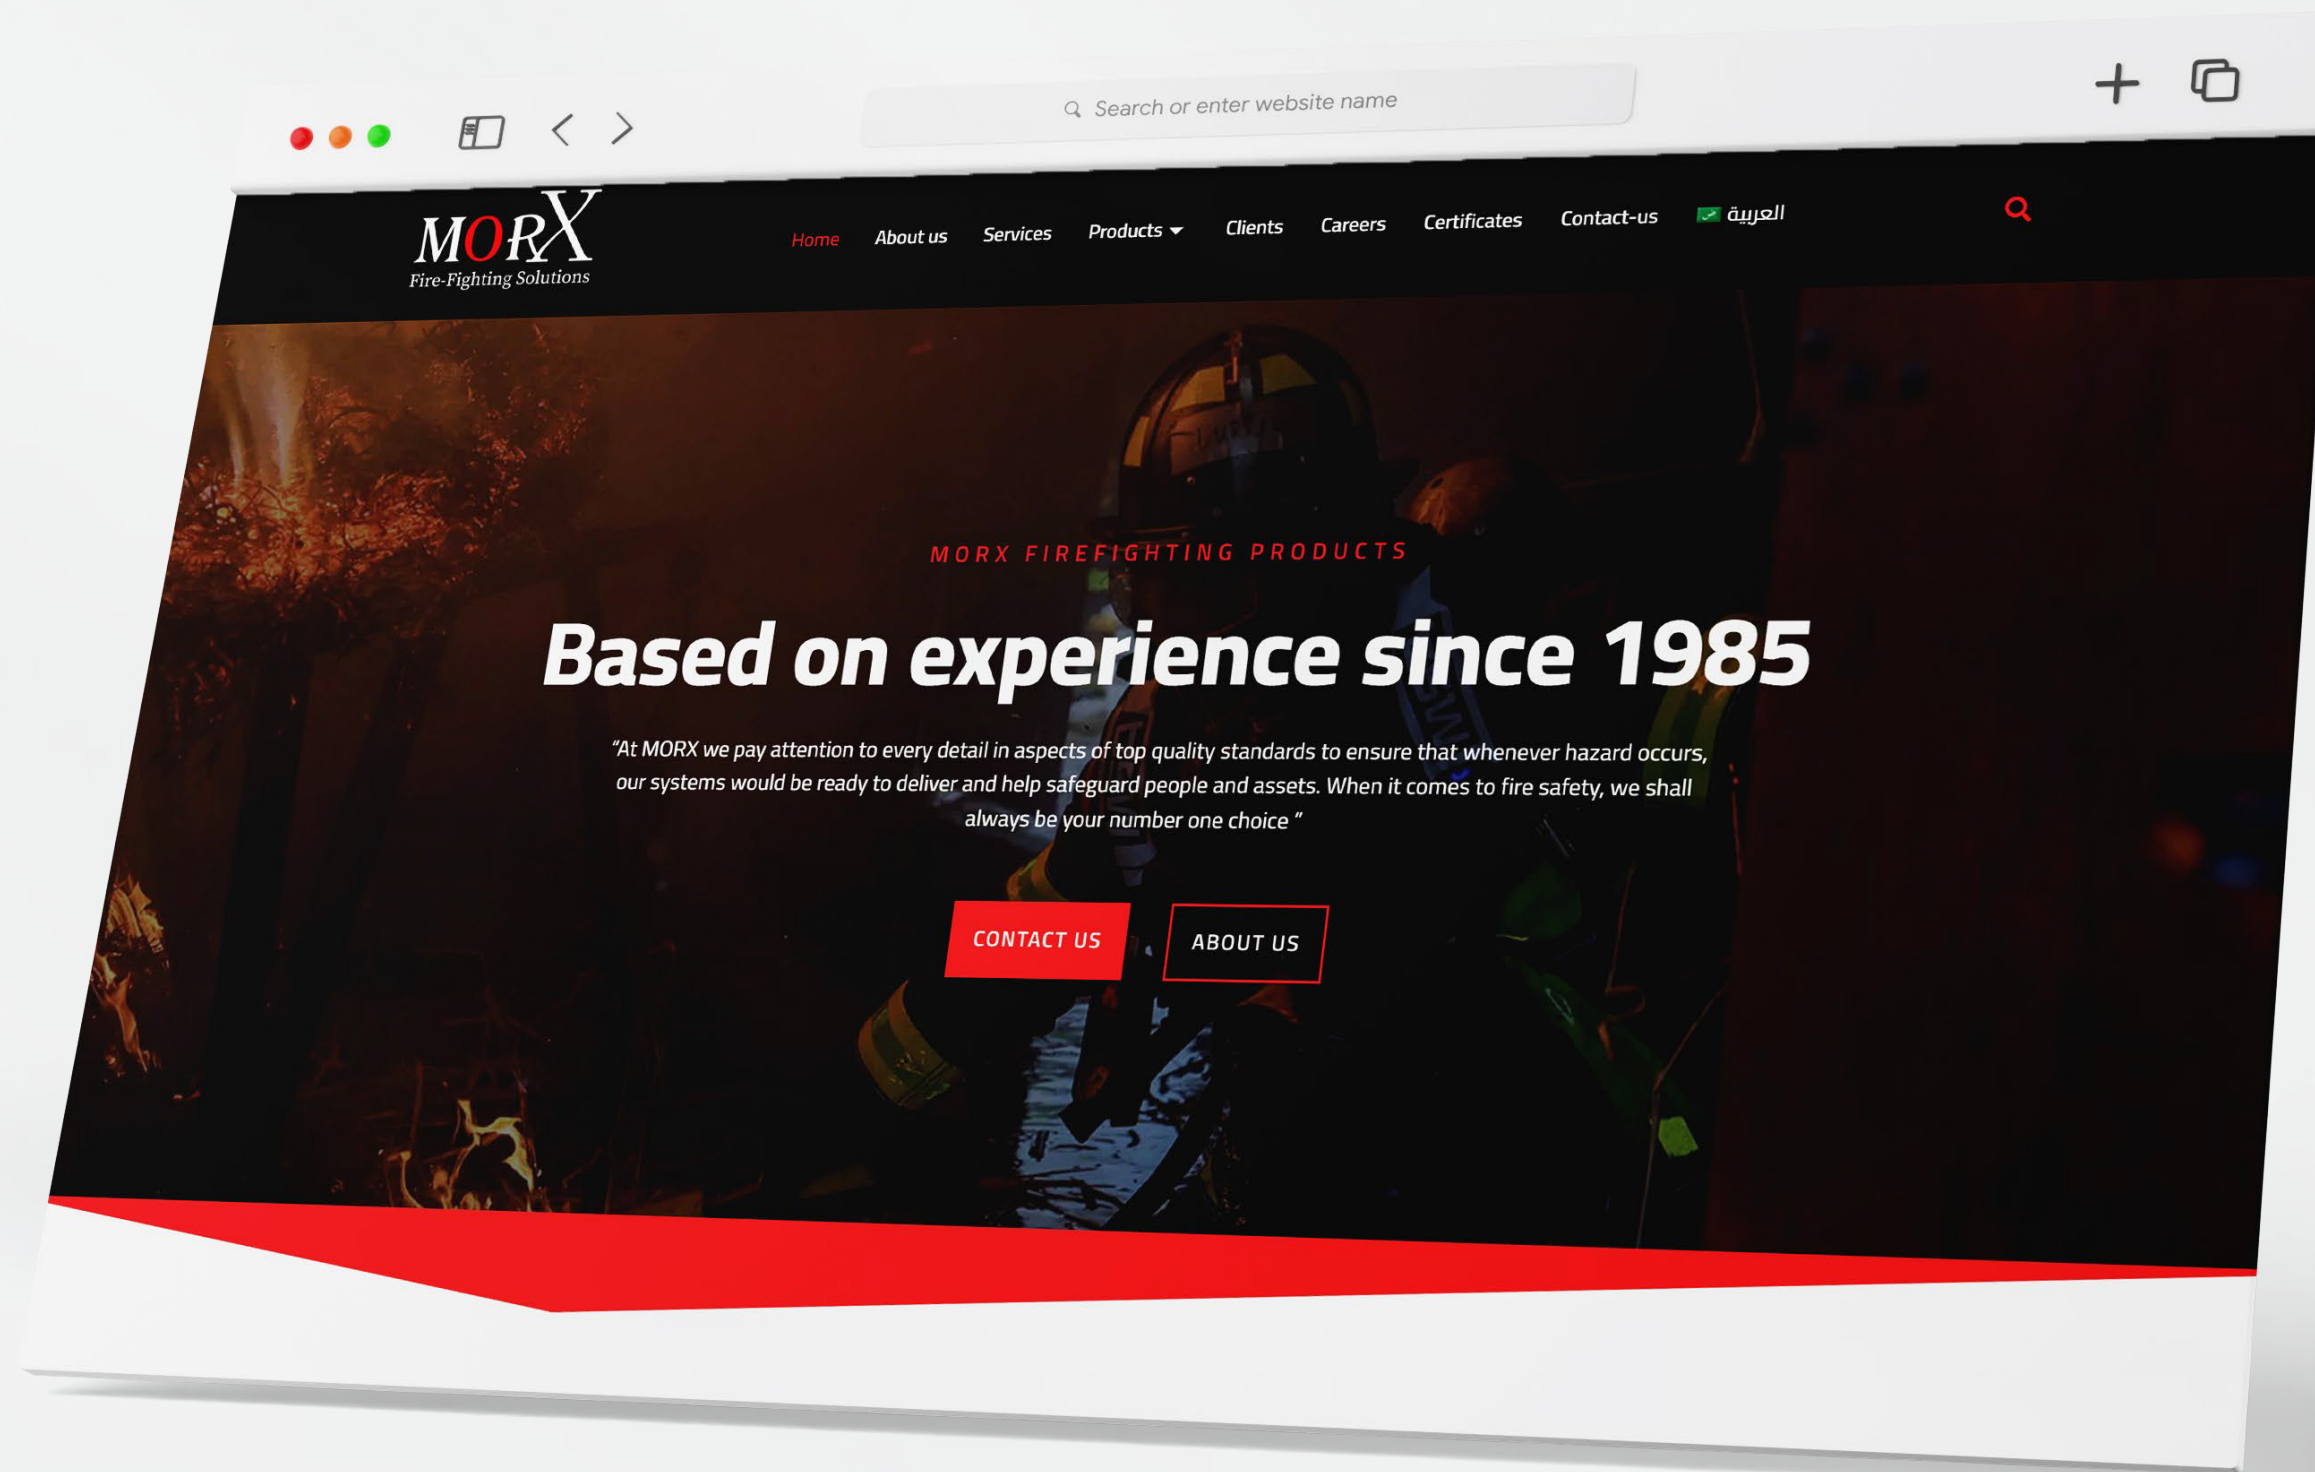 Search or enter website name
MORX
Fire-Fighting Solutions
Home About us Services Products Clients Careers Certificates Contact-us العربية
MORX FIREFIGHTING PRODUCTS
Based on experience since 1985
“At MORX we pay attention to every detail in aspects of top quality standards to ensure that whenever hazard occurs,
our systems would be ready to deliver and help safeguard people and assets. When it comes to fire safety, we shall
always be your number one choice ”
CONTACT US ABOUT US